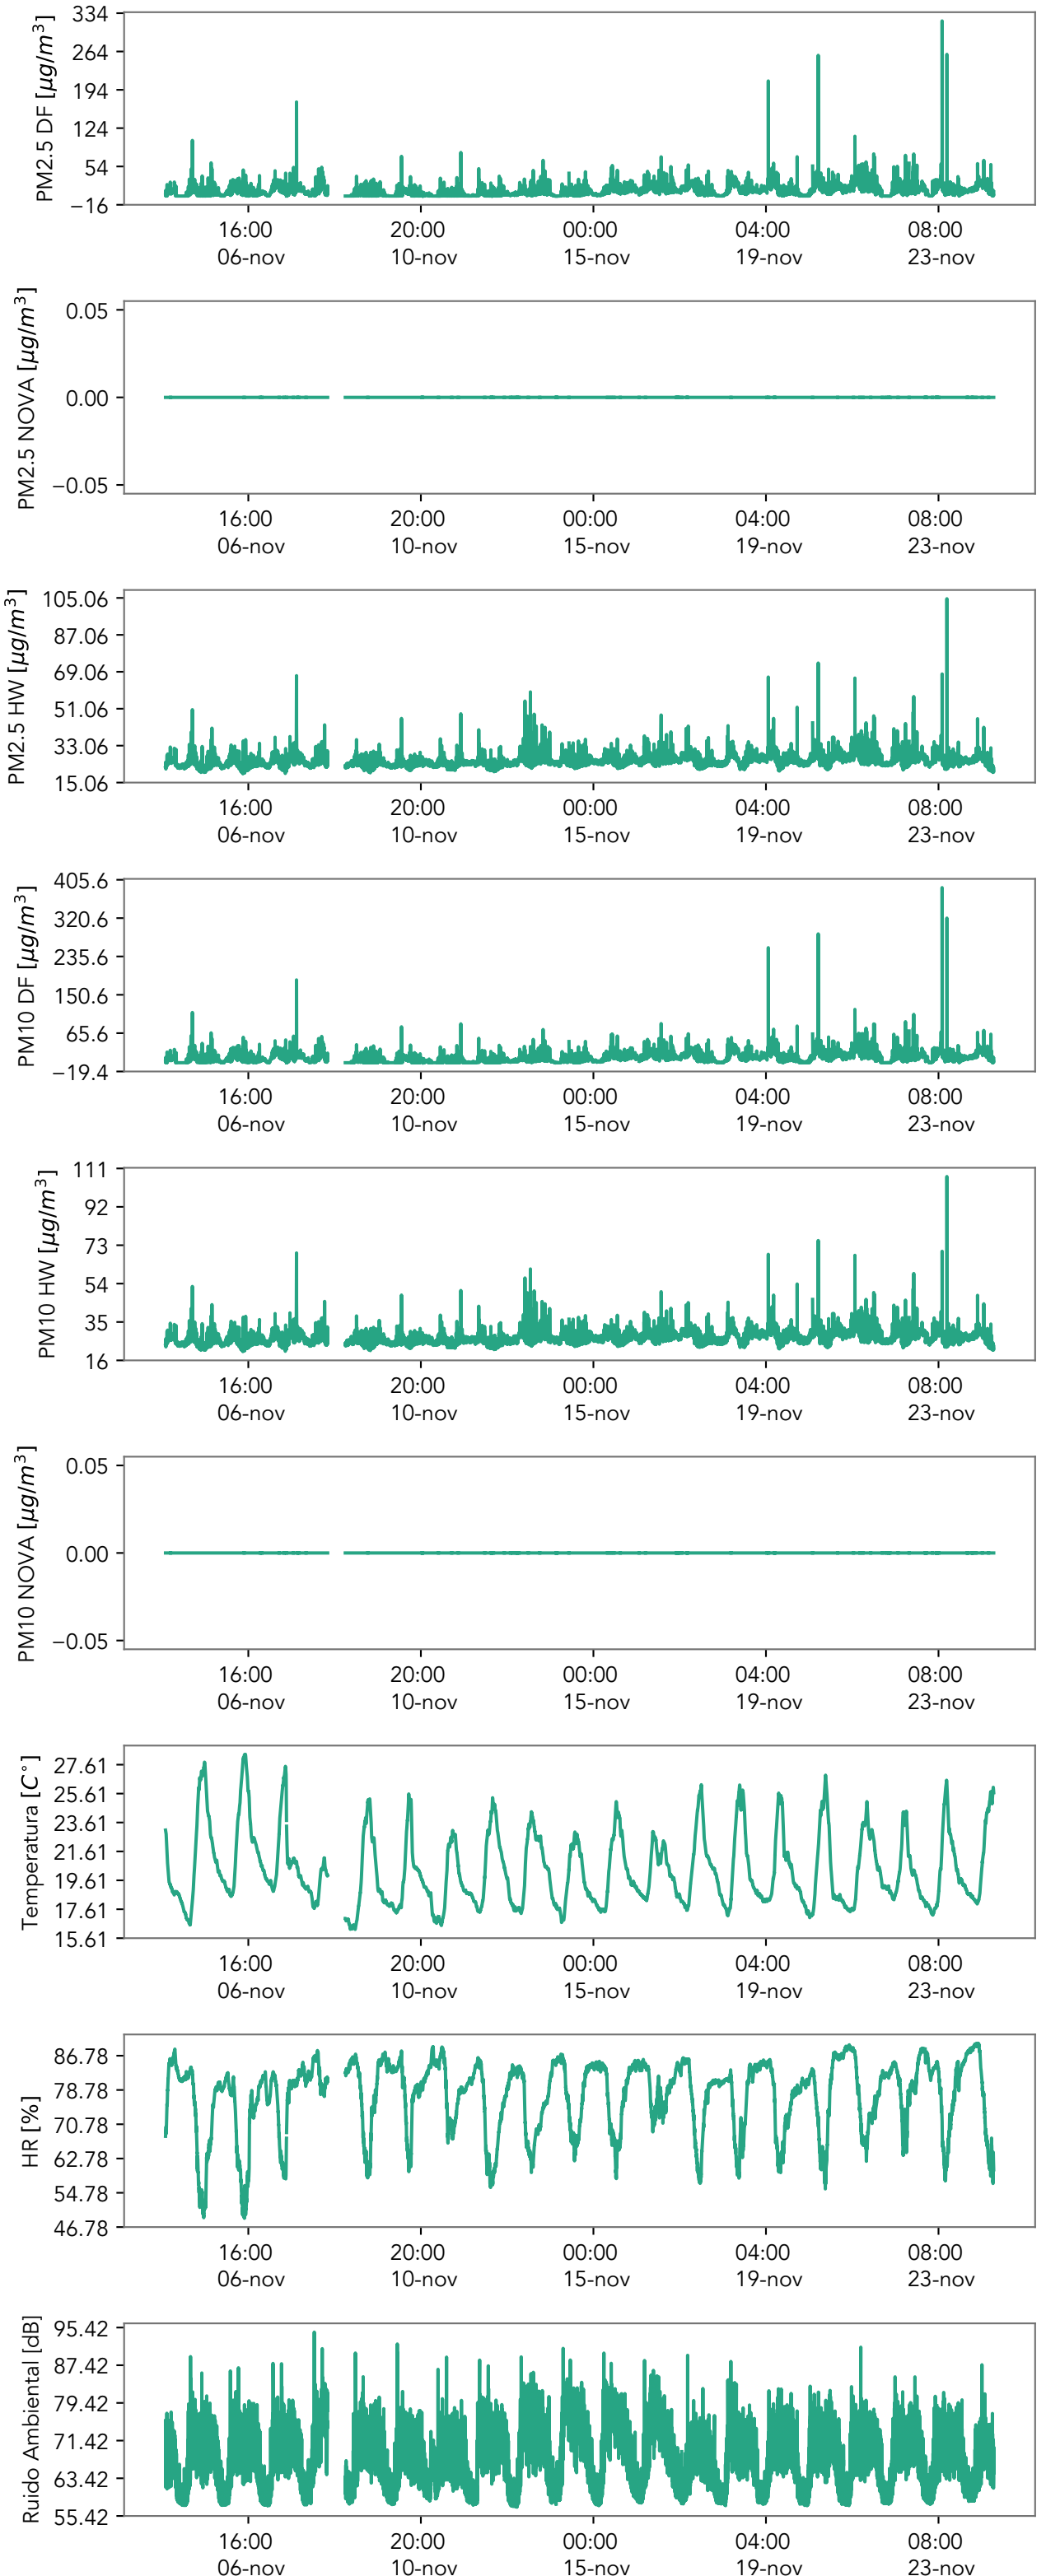 PM2.5 DF [μg/m³]
334
264
194
124
54
−16
16:00 20:00 00:00 04:00 08:00
06-nov 10-nov 15-nov 19-nov 23-nov
PM2.5 NOVA [μg/m³]
0.05
0.00
−0.05
16:00 20:00 00:00 04:00 08:00
06-nov 10-nov 15-nov 19-nov 23-nov
PM2.5 HW [μg/m³]
105.06
87.06
69.06
51.06
33.06
15.06
16:00 20:00 00:00 04:00 08:00
06-nov 10-nov 15-nov 19-nov 23-nov
PM10 DF [μg/m³]
405.6
320.6
235.6
150.6
65.6
−19.4
16:00 20:00 00:00 04:00 08:00
06-nov 10-nov 15-nov 19-nov 23-nov
PM10 HW [μg/m³]
111
92
73
54
35
16
16:00 20:00 00:00 04:00 08:00
06-nov 10-nov 15-nov 19-nov 23-nov
PM10 NOVA [μg/m³]
0.05
0.00
−0.05
16:00 20:00 00:00 04:00 08:00
06-nov 10-nov 15-nov 19-nov 23-nov
Temperatura [C°]
27.61
25.61
23.61
21.61
19.61
17.61
15.61
16:00 20:00 00:00 04:00 08:00
06-nov 10-nov 15-nov 19-nov 23-nov
HR [%]
86.78
78.78
70.78
62.78
54.78
46.78
16:00 20:00 00:00 04:00 08:00
06-nov 10-nov 15-nov 19-nov 23-nov
Ruido Ambiental [dB]
95.42
87.42
79.42
71.42
63.42
55.42
16:00 20:00 00:00 04:00 08:00
06-nov 10-nov 15-nov 19-nov 23-nov